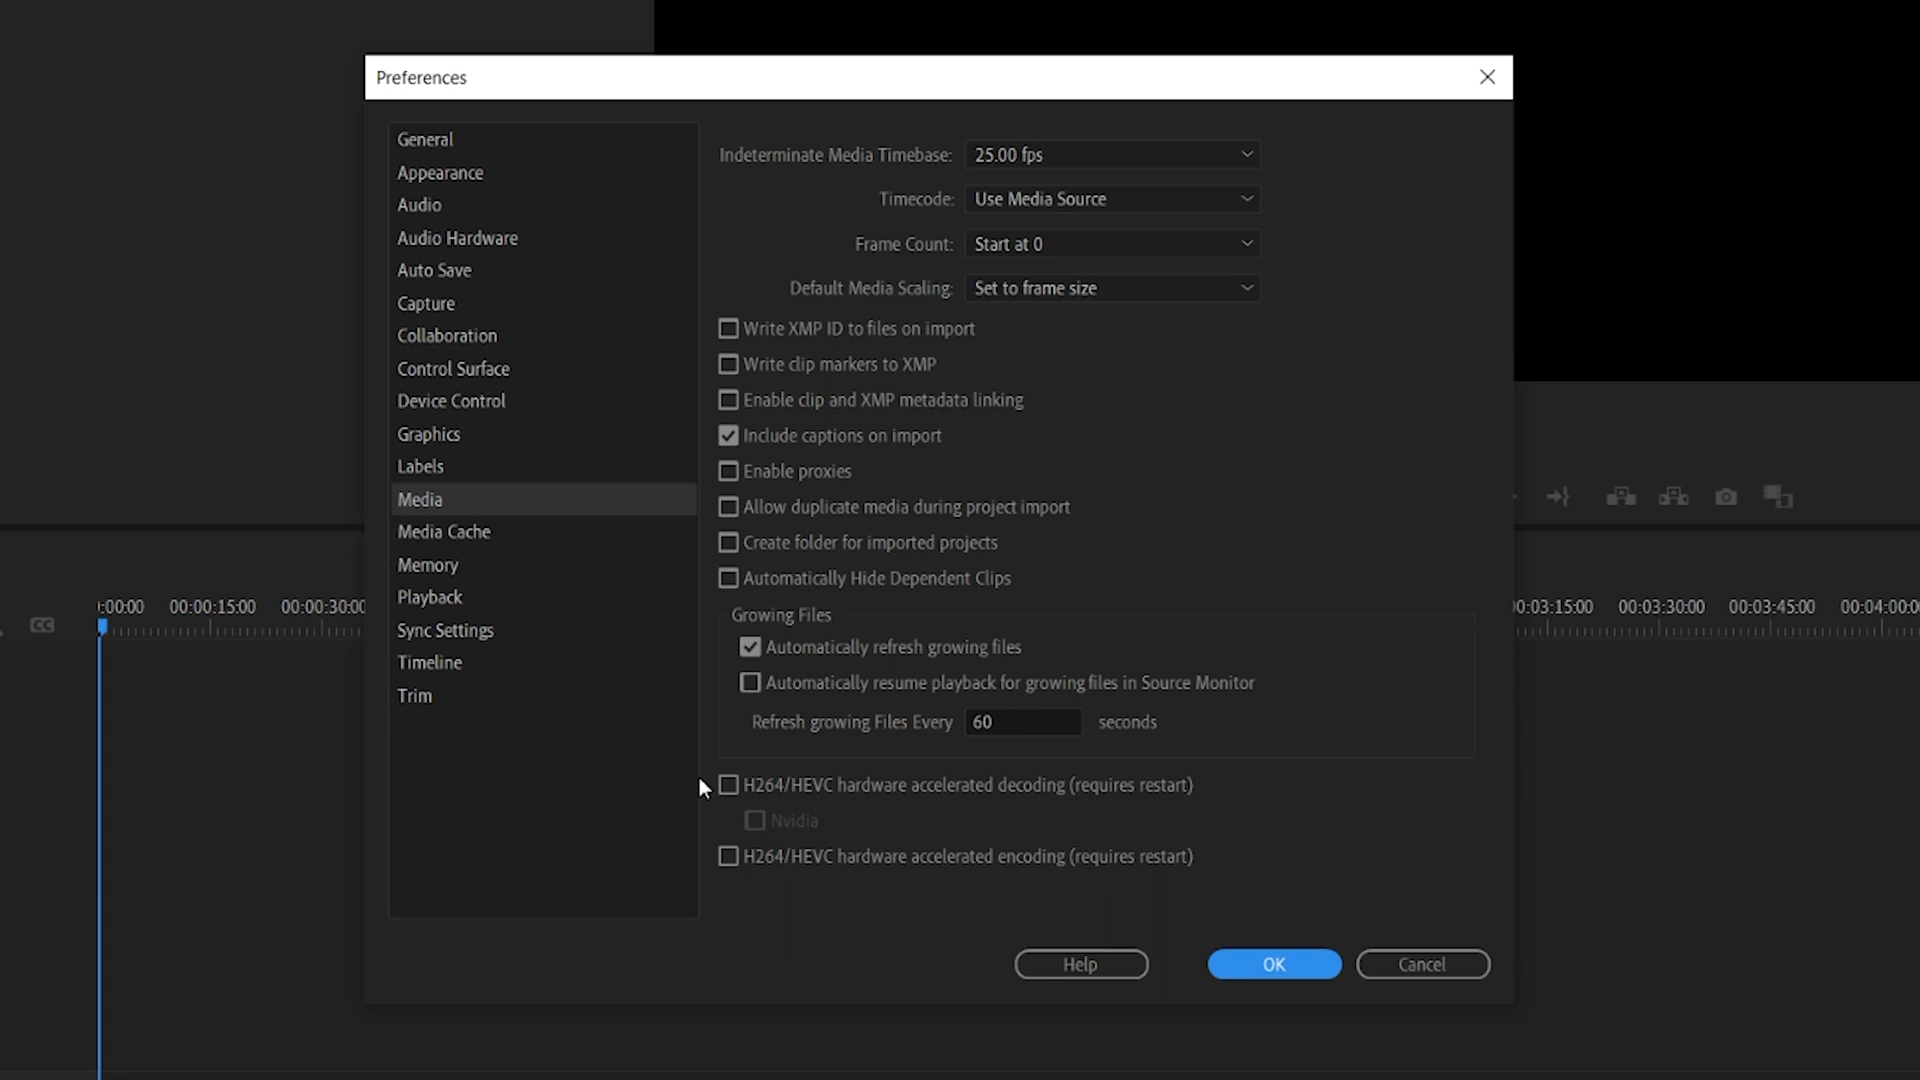 Preferences
General
Appearance
Audio
Audio Hardware
Auto Save
Capture
Collaboration
Control Surface
Device Control
Graphics
Labels
Media
Media Cache
Memory
Playback
Sync Settings
Timeline
Trim
Indeterminate Media Timebase: 25.00 fps
Timecode: Use Media Source
Frame Count: Start at 0
Default Media Scaling: Set to frame size
Write XMP ID to files on import
Write clip markers to XMP
Enable clip and XMP metadata linking
Include captions on import
Enable proxies
Allow duplicate media during project import
Create folder for imported projects
Automatically Hide Dependent Clips
Growing Files
Automatically refresh growing files
Automatically resume playback for growing files in Source Monitor
Refresh growing Files Every 60 seconds
H264/HEVC hardware accelerated decoding (requires restart)
Nvidia
H264/HEVC hardware accelerated encoding (requires restart)
Help OK Cancel
CC
:00:00 00:00:15:00 00:00:30:00 00:03:15:00 00:03:30:00 00:03:45:00 00:04:00:0